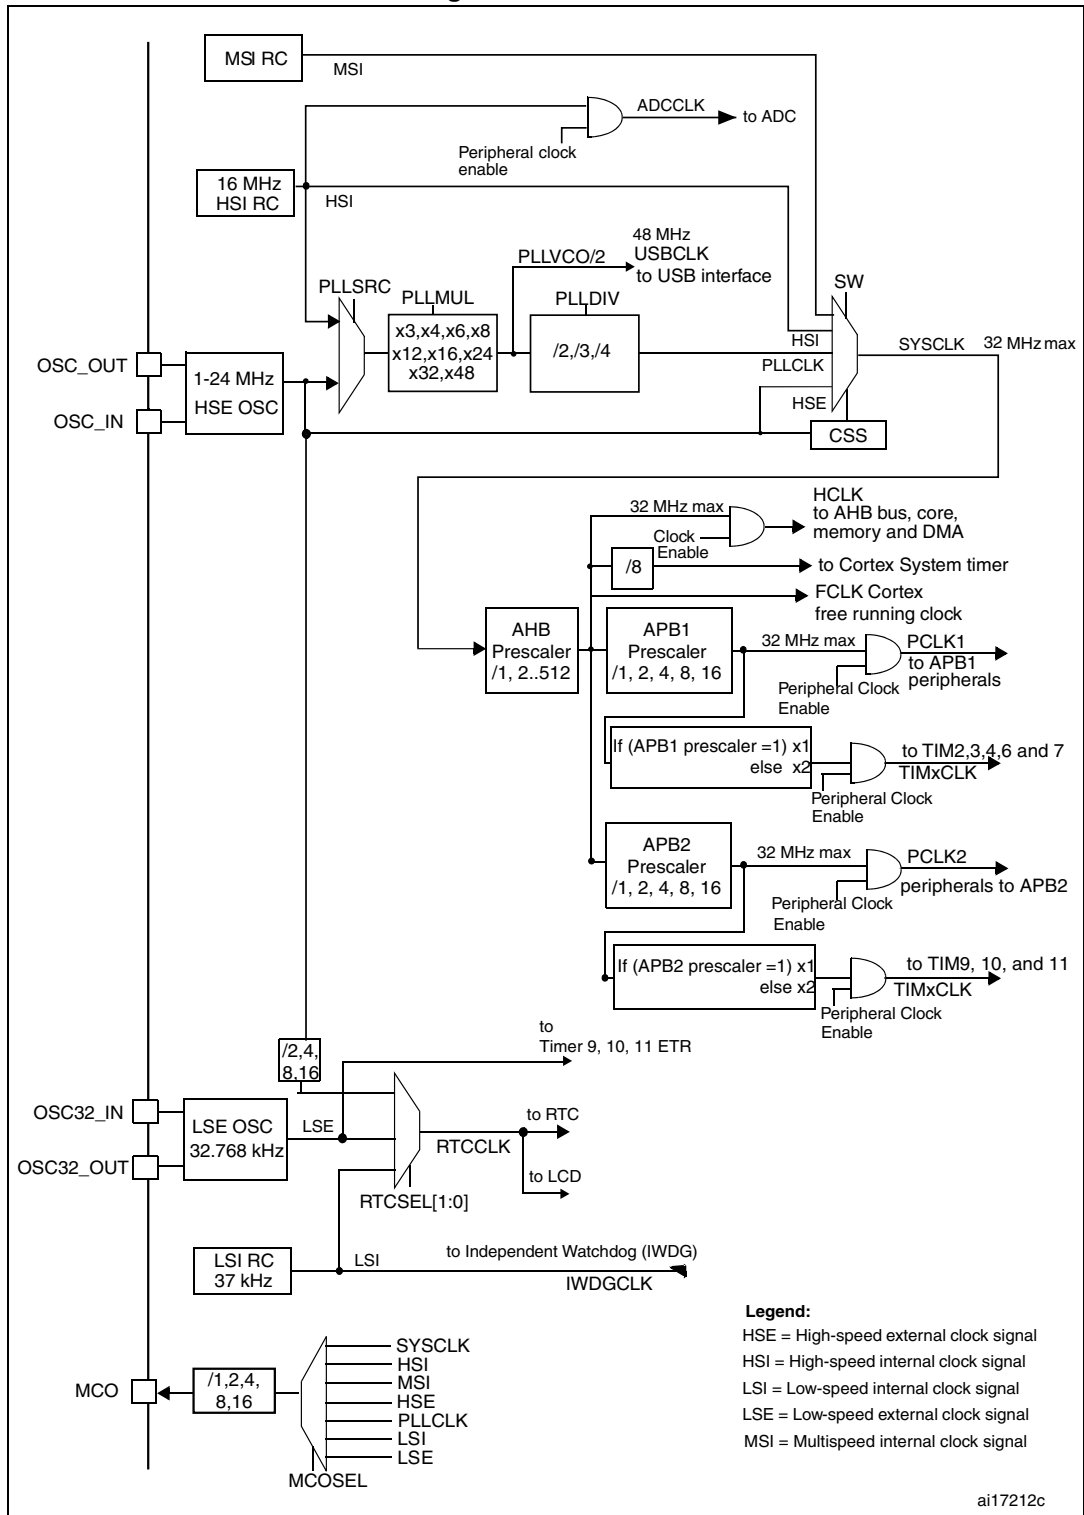 MSI RC
MSI
ADCCLK
to ADC
Peripheral clock
enable
16 MHz
HSI RC
HSI
48 MHz
USBCLK
to USB interface
PLLVCO/2
PLLSRC
PLLMUL
PLLDIV
SW
x3,x4,x6,x8
x12,x16,x24
x32,x48
/2,/3,/4
HSI
PLLCLK
HSE
SYSCLK
32 MHz max
OSC_OUT
OSC_IN
1-24 MHz
HSE OSC
CSS
32 MHz max
HCLK
to AHB bus, core,
memory and DMA
Clock
Enable
/8
to Cortex System timer
FCLK Cortex
free running clock
AHB
Prescaler
/1, 2..512
APB1
Prescaler
/1, 2, 4, 8, 16
32 MHz max
PCLK1
to APB1
peripherals
Peripheral Clock
Enable
If (APB1 prescaler =1) x1
else x2
to TIM2,3,4,6 and 7
TIMxCLK
Peripheral Clock
Enable
APB2
Prescaler
/1, 2, 4, 8, 16
32 MHz max
PCLK2
peripherals to APB2
Peripheral Clock
Enable
If (APB2 prescaler =1) x1
else x2
to TIM9, 10, and 11
TIMxCLK
Peripheral Clock
Enable
/2,4,
8,16
to
Timer 9, 10, 11 ETR
OSC32_IN
OSC32_OUT
LSE OSC
32.768 kHz
LSE
to RTC
RTCCLK
to LCD
RTCSEL[1:0]
LSI RC
37 kHz
LSI
to Independent Watchdog (IWDG)
IWDGCLK
MCO
/1,2,4,
8,16
SYSCLK
HSI
MSI
HSE
PLLCLK
LSI
LSE
MCOSEL
Legend:
HSE = High-speed external clock signal
HSI = High-speed internal clock signal
LSI = Low-speed internal clock signal
LSE = Low-speed external clock signal
MSI = Multispeed internal clock signal
ai17212c